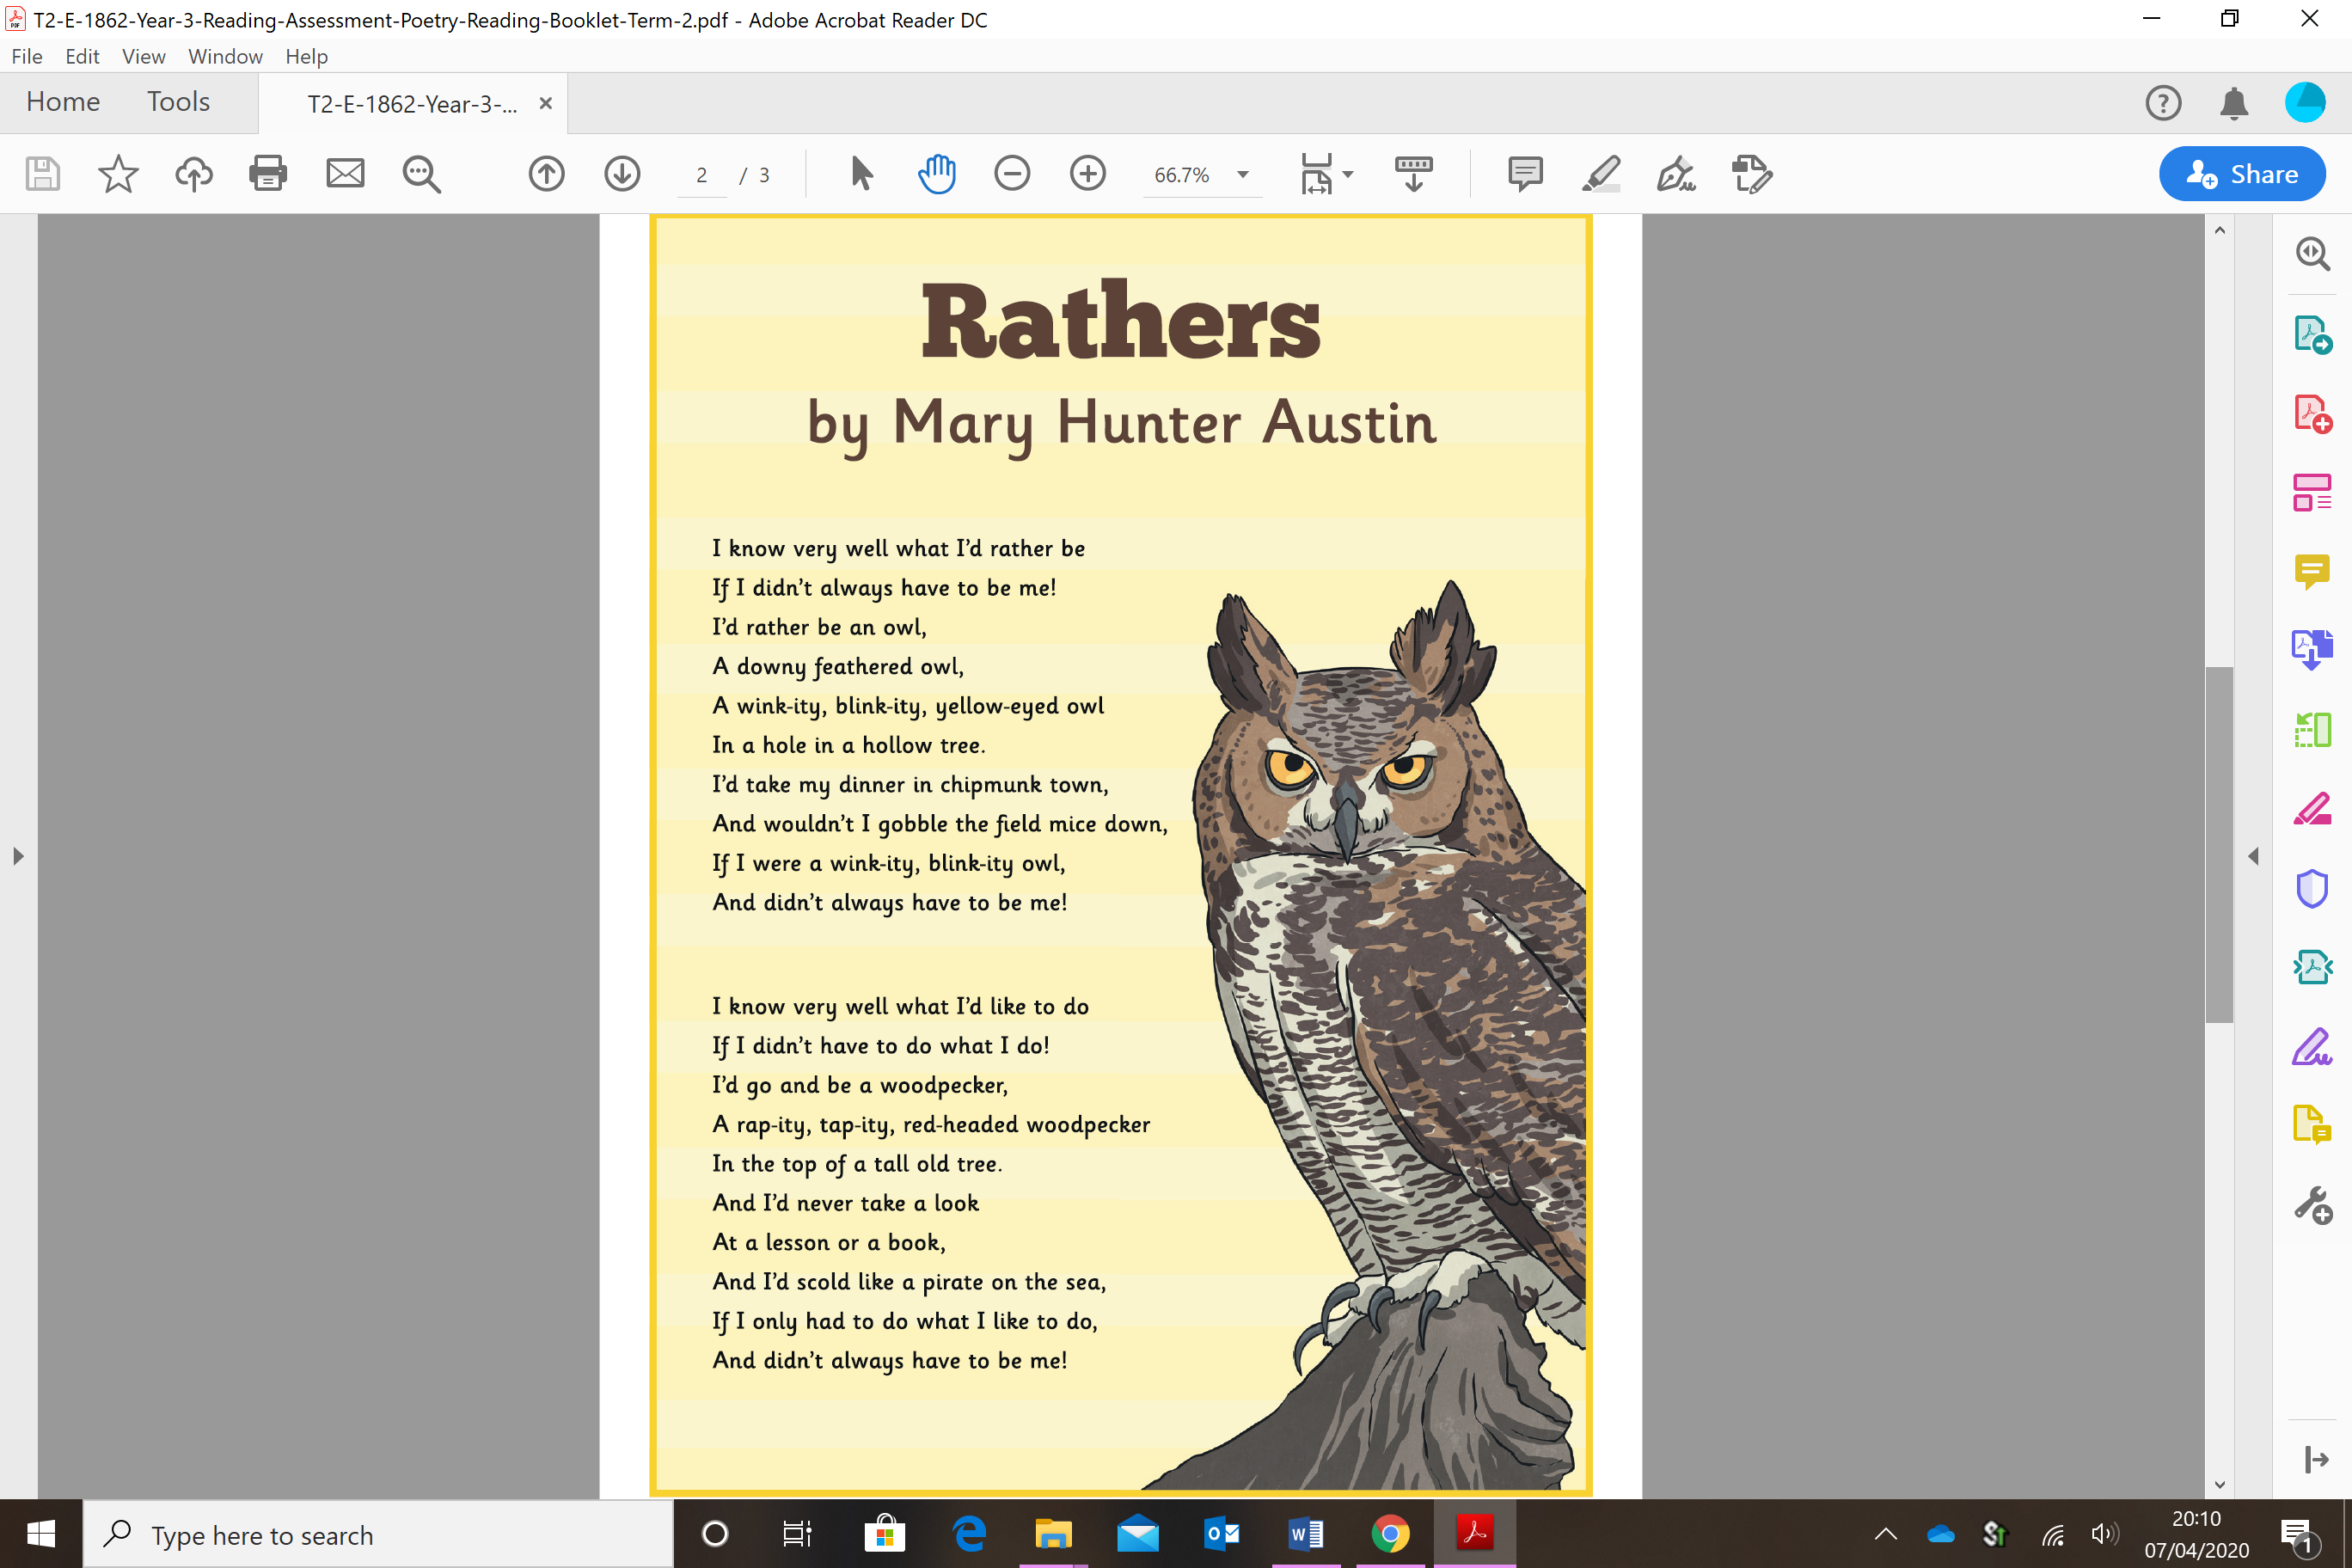 T2-E-1862-Year-3-Reading-Assessment-Poetry-Reading-Booklet-Term-2.pdf - Adobe Acrobat Reader DC
File Edit View Window Help
Home Tools T2-E-1862-Year-3-...
2 / 3 66.7% Share
Rathers
by Mary Hunter Austin
I know very well what I'd rather be
If I didn't always have to be me!
I'd rather be an owl,
A downy feathered owl,
A wink-ity, blink-ity, yellow-eyed owl
In a hole in a hollow tree.
I'd take my dinner in chipmunk town,
And wouldn't I gobble the field mice down,
If I were a wink-ity, blink-ity owl,
And didn't always have to be me!
I know very well what I'd like to do
If I didn't have to do what I do!
I'd go and be a woodpecker,
A rap-ity, tap-ity, red-headed woodpecker
In the top of a tall old tree.
And I'd never take a look
At a lesson or a book,
And I'd scold like a pirate on the sea,
If I only had to do what I like to do,
And didn't always have to be me!
Type here to search
20:10
07/04/2020
1